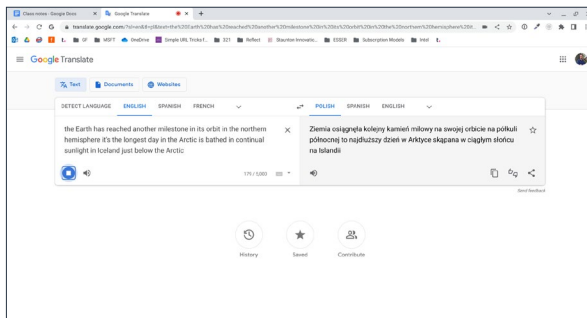 Class notes - Google Docs
Google Translate
translate.google.com
GF
MSFT
OneDrive
Simple URL Tricks f...
321
Reflect
Staunton Innovatio...
ESGER
Subscription Models
Intel
Google Translate
Text
Documents
Websites
DETECT LANGUAGE ENGLISH SPANISH FRENCH
POLISH SPANISH ENGLISH
the Earth has reached another milestone in its orbit in the northern
hemisphere it's the longest day in the Arctic is bathed in continual
sunlight in Iceland just below the Arctic
175 / 5,000
Ziemia osiągnęła kolejny kamień milowy na swojej orbicie na półkuli
północnej to najdłuższy dzień w Arktyce skąpana w ciągłym słońcu
na Islandii
Send feedback
History
Saved
Contribute